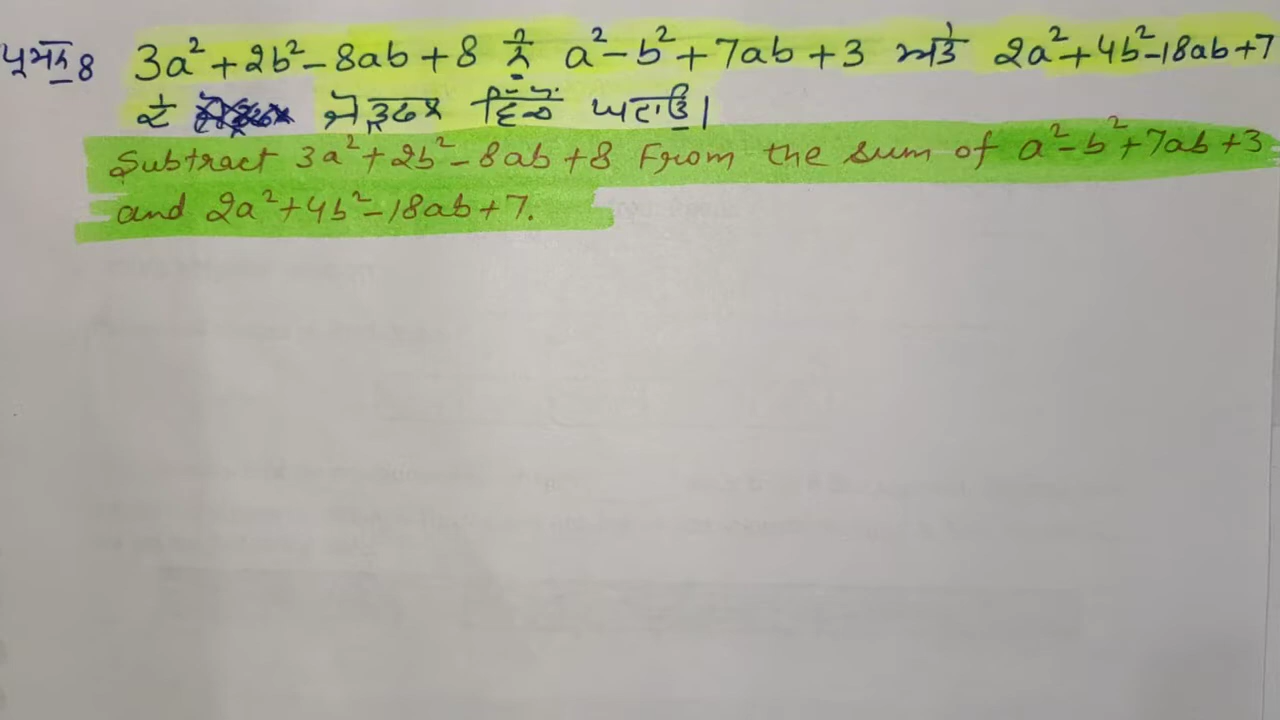 ਪ੍ਰਸ਼ਨ 8 3a² + 2b² - 8ab + 8 ਨੂੰ a² - b² + 7ab + 3 ਅਤੇ 2a² + 4b² - 18ab + 7
ਦੇ ਜੋੜਫਲ ਵਿੱਚੋਂ ਘਟਾਓ।
Subtract 3a² + 2b² - 8ab + 8 From the sum of a² - b² + 7ab + 3
and 2a² + 4b² - 18ab + 7.